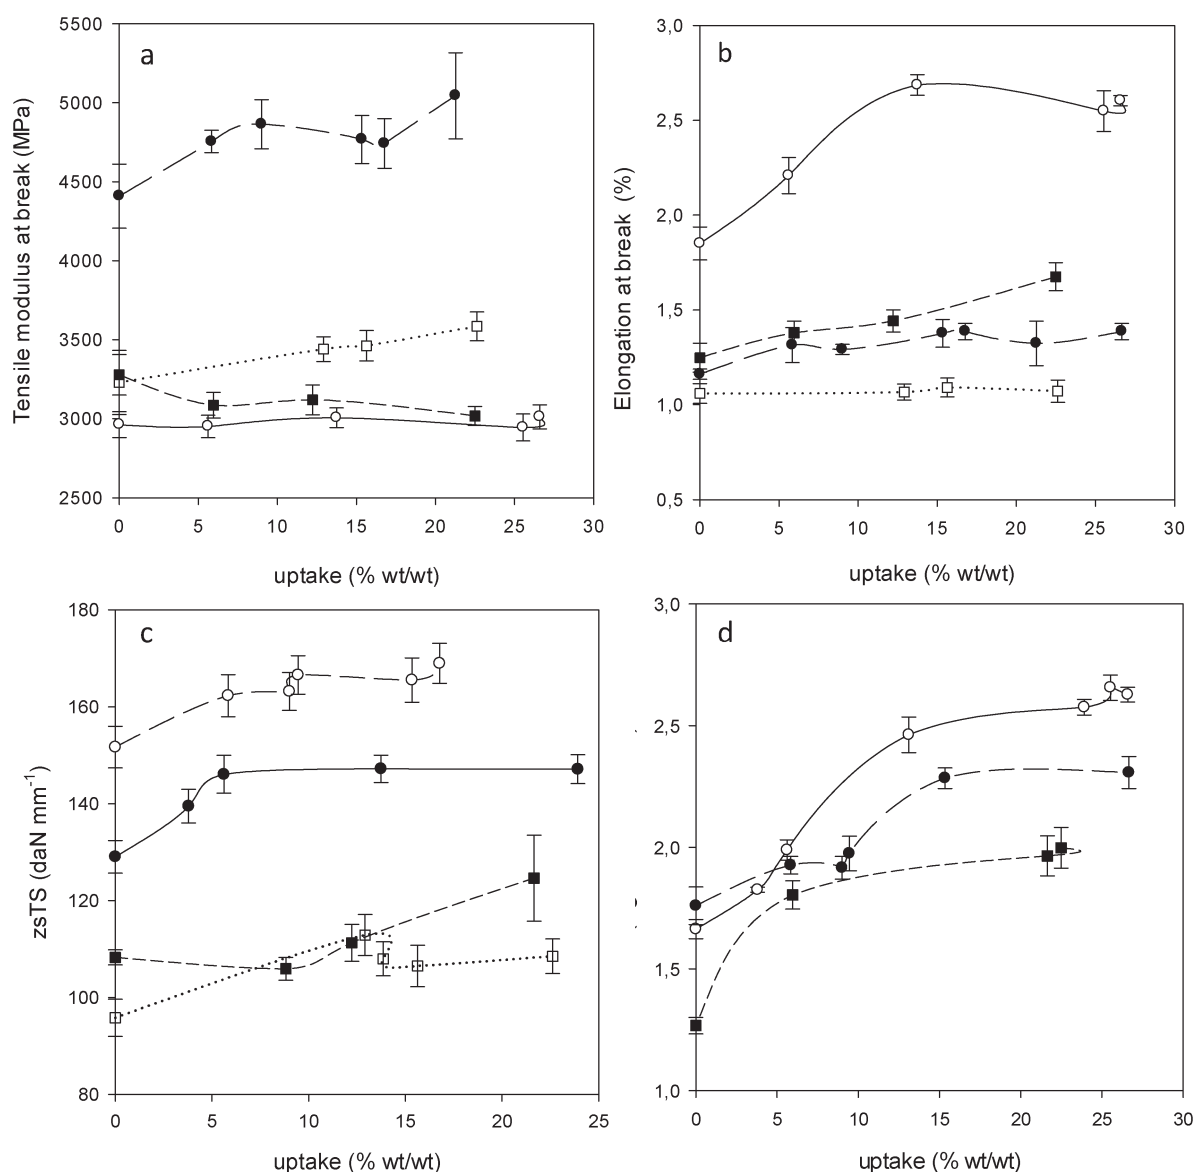 a
5500
5000
4500
4000
3500
3000
2500
0 5 10 15 20 25 30
Tensile modulus at break (MPa)
uptake (% wt/wt)
b
3,0
2,5
2,0
1,5
1,0
0,5
0 5 10 15 20 25 30
Elongation at break (%)
uptake (% wt/wt)
c
180
160
140
120
100
80
0 5 10 15 20 25
zsTS (daN mm-1)
uptake (% wt/wt)
d
3,0
2,5
2,0
1,5
1,0
0 5 10 15 20 25 30
uptake (% wt/wt)